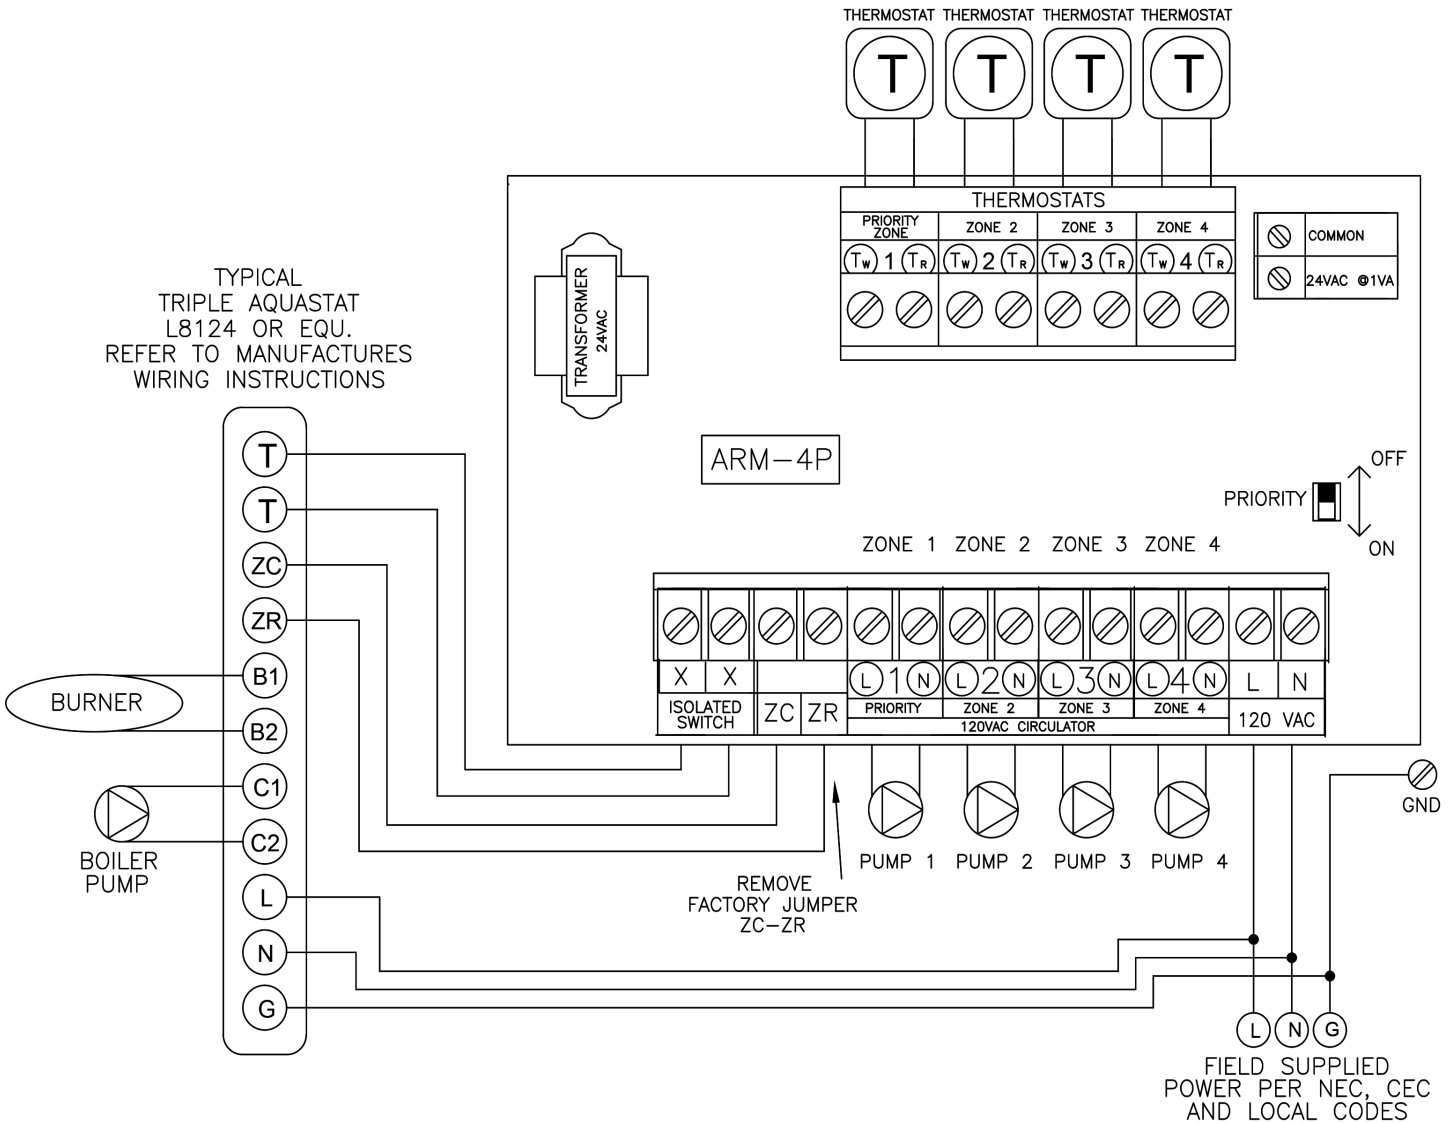 THERMOSTAT THERMOSTAT THERMOSTAT THERMOSTAT
T T T T
THERMOSTATS
PRIORITY
ZONE
ZONE 2 ZONE 3 ZONE 4
TW 1 TR TW 2 TR TW 3 TR TW 4 TR
COMMON
24VAC @1VA
TRANSFORMER
24VAC
TYPICAL
TRIPLE AQUASTAT
L8124 OR EQU.
REFER TO MANUFACTURES
WIRING INSTRUCTIONS
T
T
ZC
ZR
B1
B2
C1
C2
L
N
G
BURNER
BOILER
PUMP
ARM-4P
PRIORITY
OFF
ON
ZONE 1 ZONE 2 ZONE 3 ZONE 4
X X
ISOLATED
SWITCH
ZC ZR
L 1 N L 2 N L 3 N L 4 N
PRIORITY ZONE 2 ZONE 3 ZONE 4
120VAC CIRCULATOR
L N
120 VAC
GND
PUMP 1 PUMP 2 PUMP 3 PUMP 4
REMOVE
FACTORY JUMPER
ZC-ZR
L N G
FIELD SUPPLIED
POWER PER NEC, CEC
AND LOCAL CODES